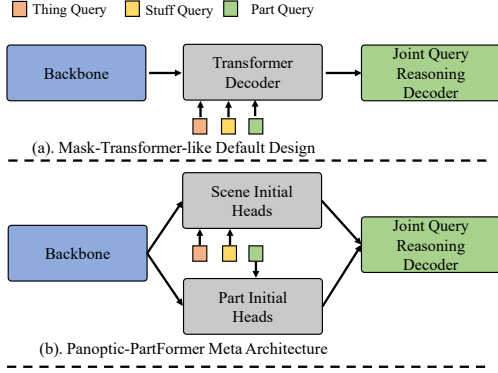 Thing Query Stuff Query Part Query
Backbone
Transformer
Decoder
Joint Query
Reasoning
Decoder
(a). Mask-Transformer-like Default Design
Scene Initial
Heads
Backbone
Joint Query
Reasoning
Decoder
Part Initial
Heads
(b). Panoptic-PartFormer Meta Architecture